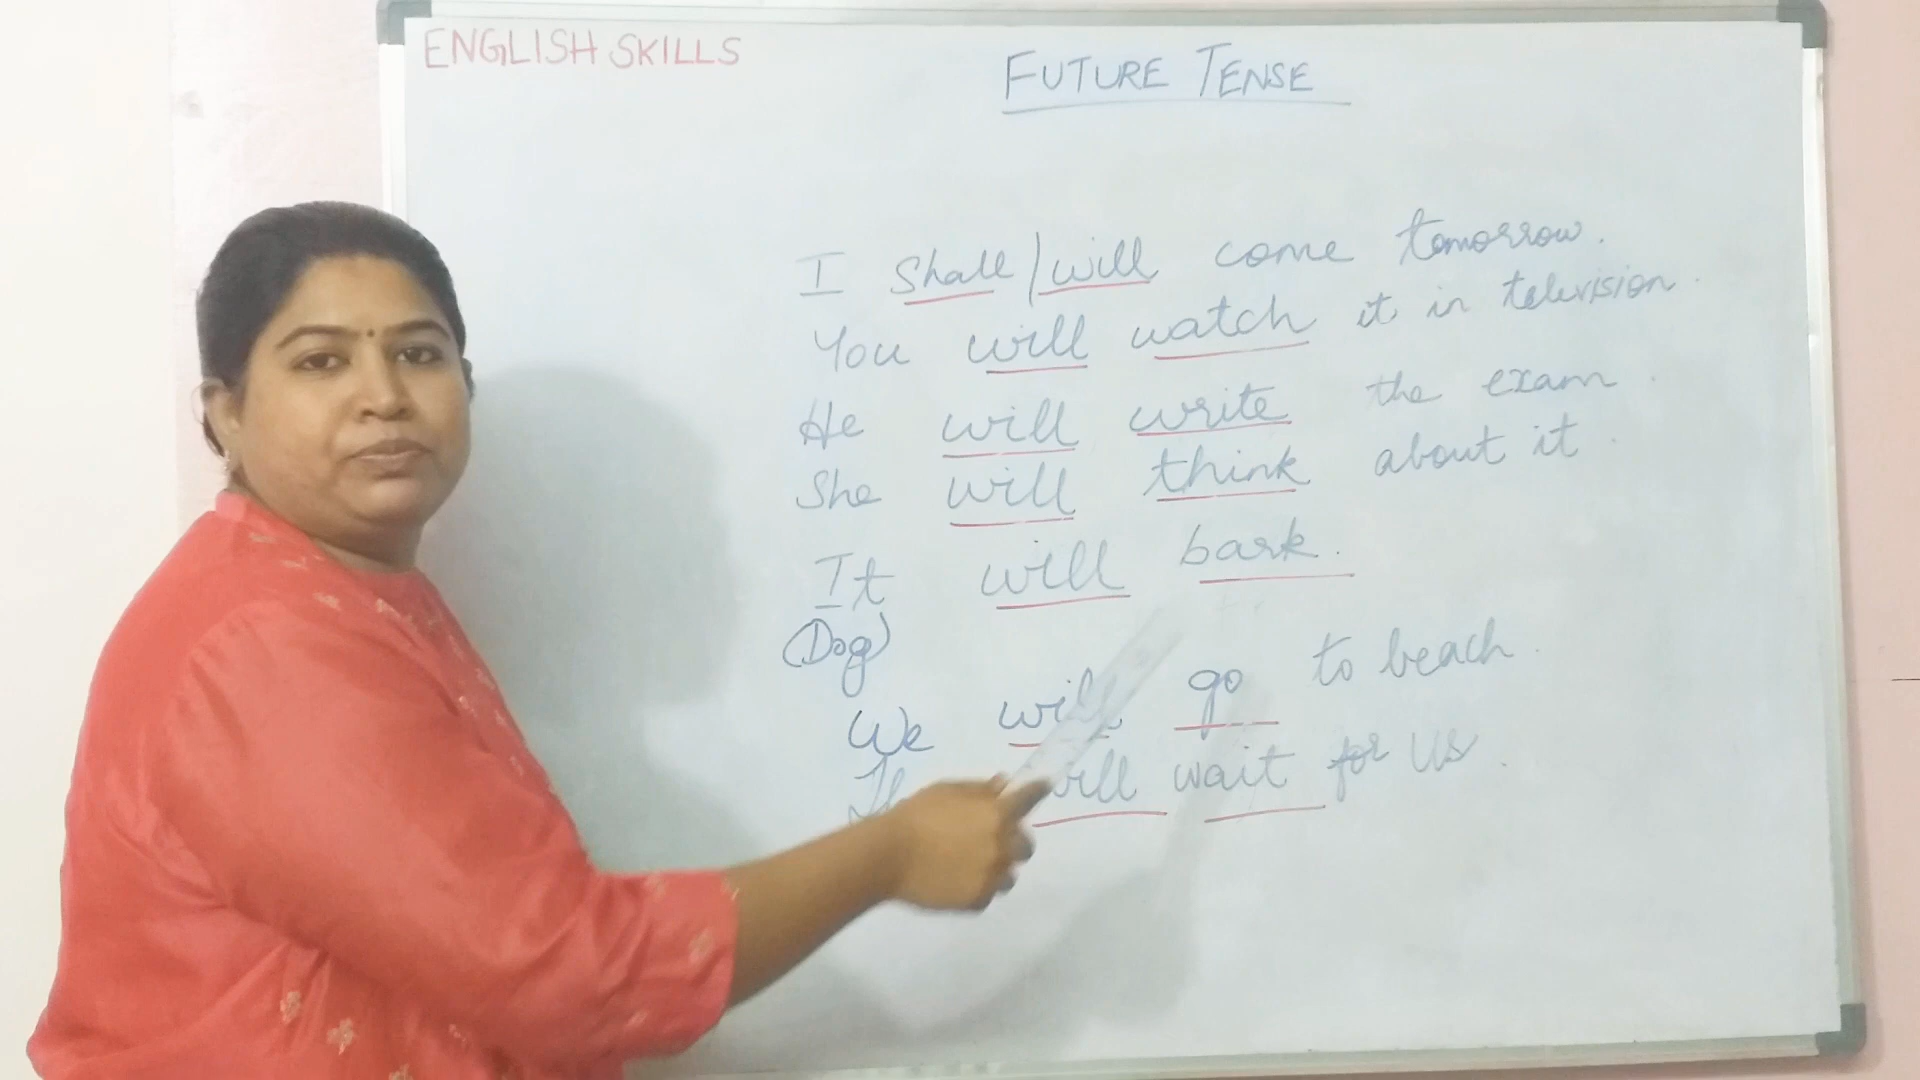 ENGLISH SKILLS
FUTURE TENSE
I Shall/will come tomorrow.
You will watch it in television.
He will write the exam.
She will think about it.
It will bark.
(Dog)
We will go to beach.
will wait for us.